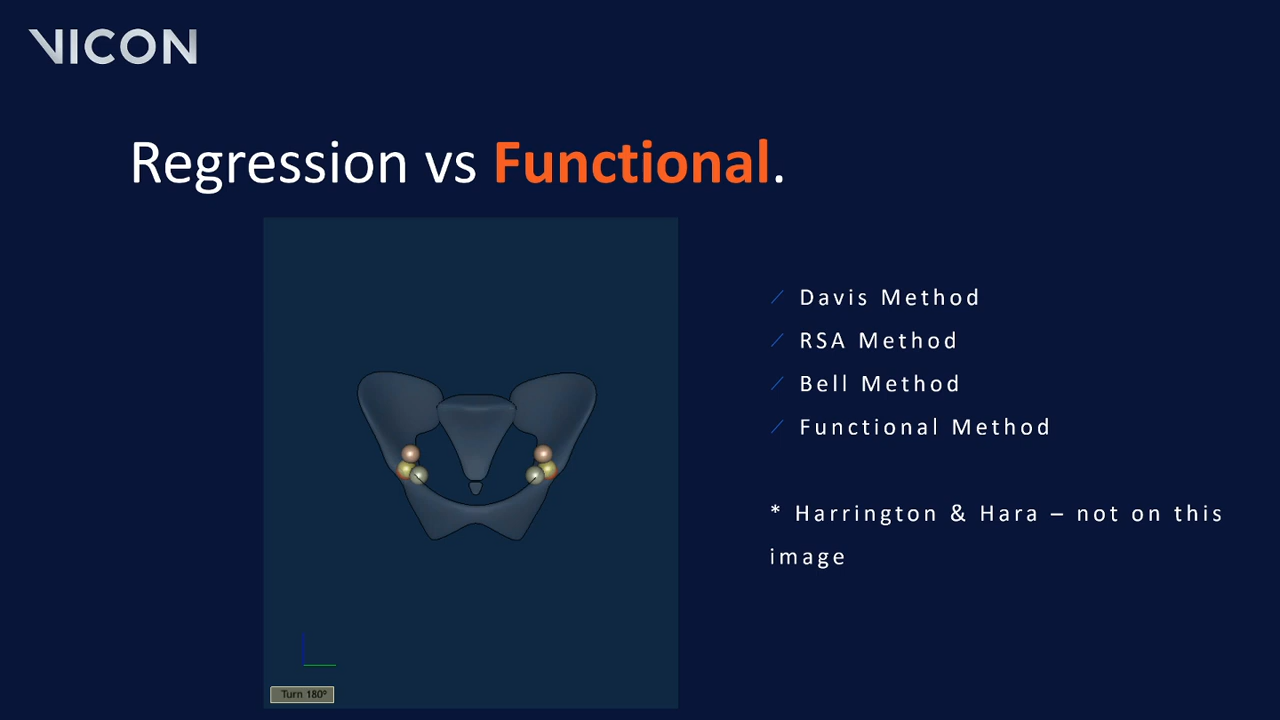 VICON
Regression vs Functional.
Davis Method
RSA Method
Bell Method
Functional Method
* Harrington & Hara – not on this
image
Turn 180º